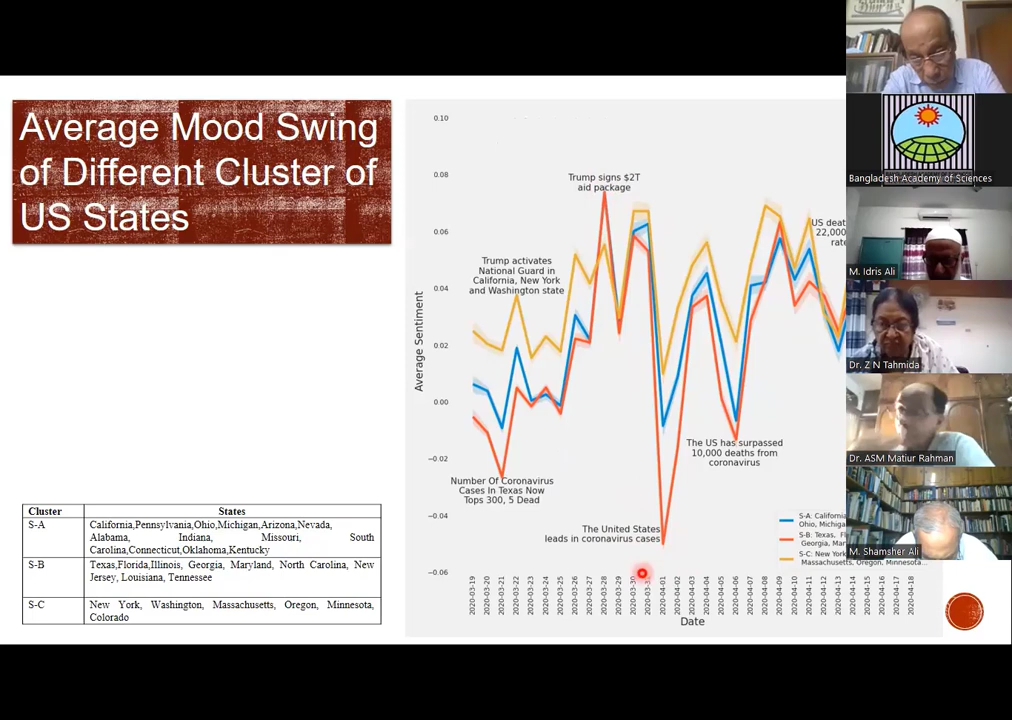 Average Mood Swing
of Different Cluster of
US States
Cluster States
S-A California,Pennsylvania,Ohio,Michigan,Arizona,Nevada,
Alabama, Indiana, Missouri, South
Carolina,Connecticut,Oklahoma,Kentucky
S-B Texas,Florida,Illinois, Georgia, Maryland, North Carolina, New
Jersey, Louisiana, Tennessee
S-C New York, Washington, Massachusetts, Oregon, Minnesota,
Colorado
Average Sentiment
0.10
0.08
0.06
0.04
0.02
0.00
−0.02
−0.04
−0.06
Trump signs $2T
aid package
Trump activates
National Guard in
California, New York
and Washington state
US
22,000
Number Of Coronavirus
Cases In Texas Now
Tops 300, 5 Dead
The US has surpassed
10,000 deaths from
coronavirus
The United States
leads in coronavirus cases
S-A: California
Ohio,
S-B: Texas,
Georgia,
S-C: New York
Massachusetts, Oregon, Minnesota...
2020-03-19
2020-03-20
2020-03-21
2020-03-22
2020-03-23
2020-03-24
2020-03-25
2020-03-26
2020-03-27
2020-03-28
2020-03-29
2020-03-30
2020-03-31
2020-04-01
2020-04-02
2020-04-03
2020-04-04
2020-04-05
2020-04-06
2020-04-07
2020-04-08
2020-04-09
2020-04-10
2020-04-11
2020-04-12
2020-04-13
2020-04-14
2020-04-15
2020-04-16
2020-04-17
2020-04-18
Date
Bangladesh Academy of Sciences
M. Idris Ali
Dr. Z N Tahmida
Dr. ASM Matiur Rahman
M. Shamsher Ali